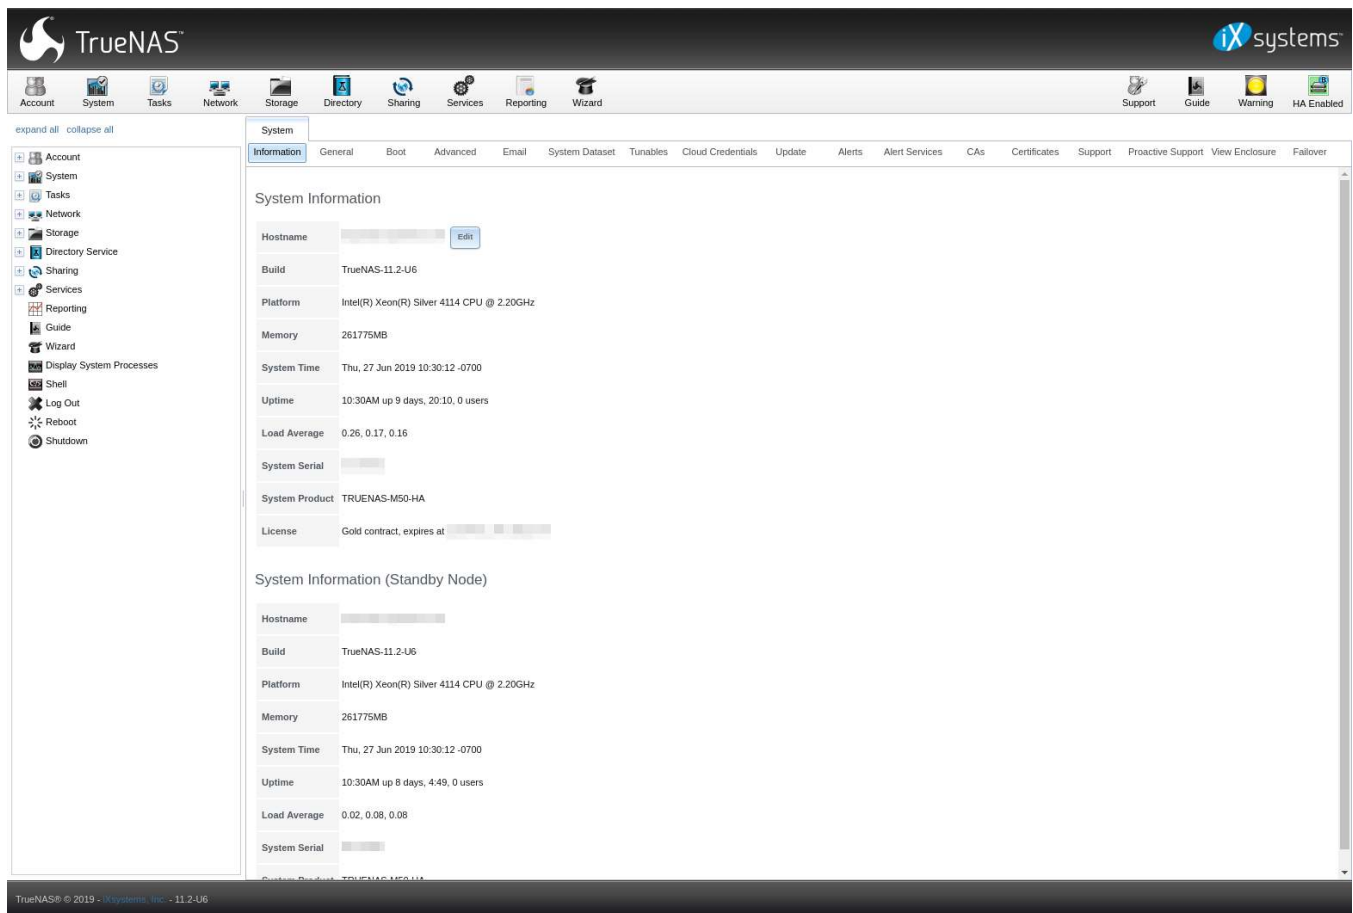 TrueNAS™
iXsystems™
Account System Tasks Network Storage Directory Sharing Services Reporting Wizard Support Guide Warning HA Enabled
expand all collapse all
Account
System
Tasks
Network
Storage
Directory Service
Sharing
Services
Reporting
Guide
Wizard
Display System Processes
Shell
Log Out
Reboot
Shutdown
System
Information General Boot Advanced Email System Dataset Tunables Cloud Credentials Update Alerts Alert Services CAs Certificates Support Proactive Support View Enclosure Failover
System Information
Hostname Edit
Build TrueNAS-11.2-U6
Platform Intel(R) Xeon(R) Silver 4114 CPU @ 2.20GHz
Memory 261775MB
System Time Thu, 27 Jun 2019 10:30:12 -0700
Uptime 10:30AM up 9 days, 20:10, 0 users
Load Average 0.26, 0.17, 0.16
System Serial
System Product TRUENAS-M50-HA
License Gold contract, expires at
System Information (Standby Node)
Hostname
Build TrueNAS-11.2-U6
Platform Intel(R) Xeon(R) Silver 4114 CPU @ 2.20GHz
Memory 261775MB
System Time Thu, 27 Jun 2019 10:30:12 -0700
Uptime 10:30AM up 8 days, 4:49, 0 users
Load Average 0.02, 0.08, 0.08
System Serial
System Product TRUENAS-M50-HA
TrueNAS® © 2019 - iXsystems, Inc. - 11.2-U6